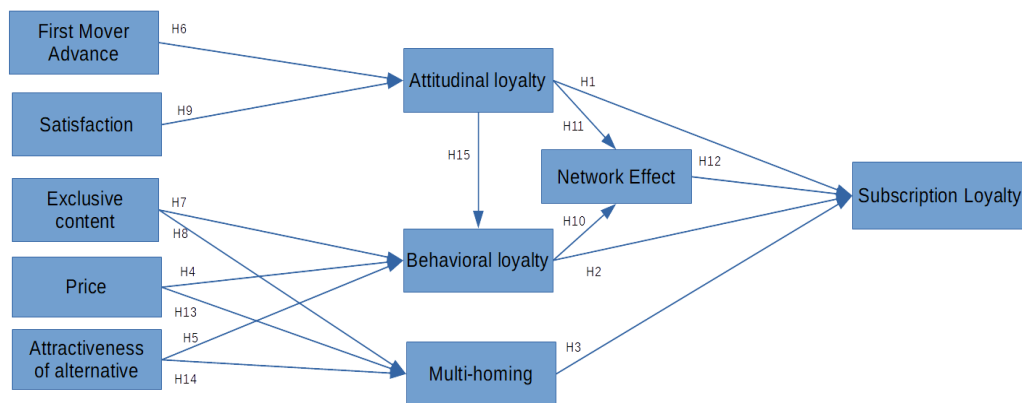 First Mover
Advance
H6
Attitudinal loyalty
H1
Satisfaction
H9
H11
H15
Network Effect
H12
Subscription Loyalty
Exclusive
content
H7
H8
H10
Behavioral loyalty
H2
Price
H4
H13
Attractiveness
of alternative
H5
H14
Multi-homing
H3